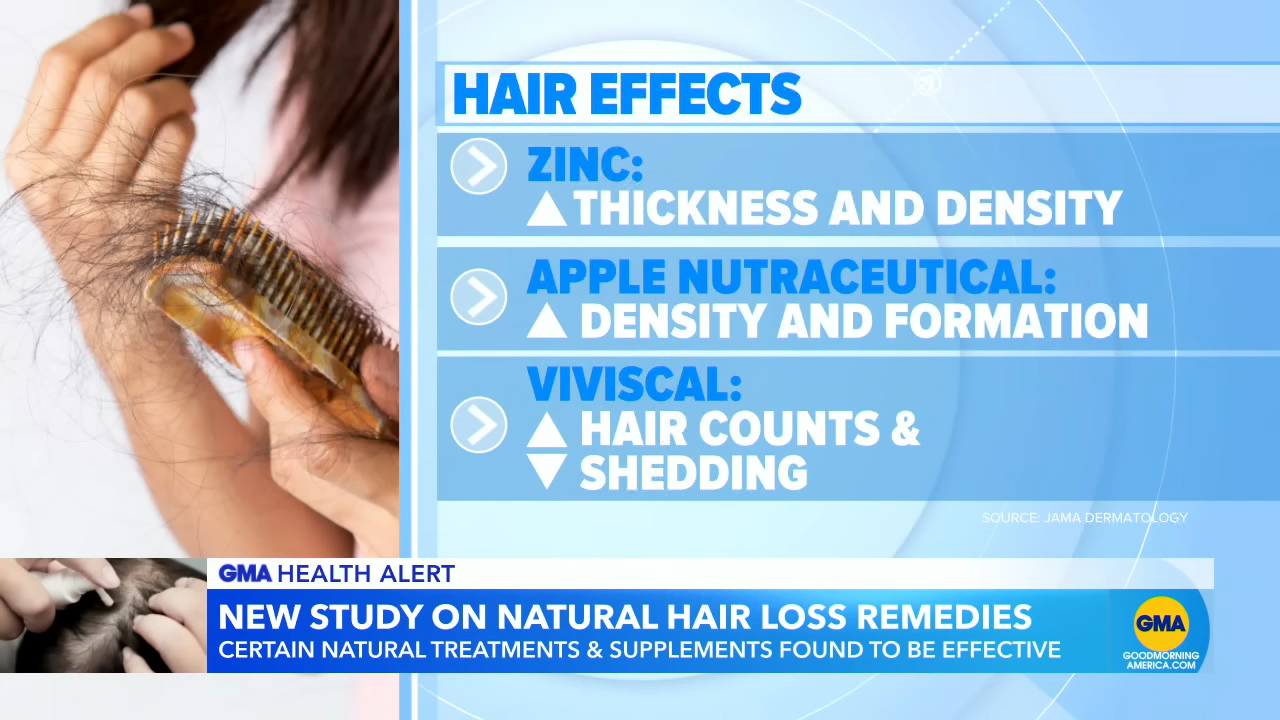 HAIR EFFECTS
ZINC:
▲ THICKNESS AND DENSITY
APPLE NUTRACEUTICAL:
▲ DENSITY AND FORMATION
VIVISCAL:
▲ HAIR COUNTS &
▼ SHEDDING
SOURCE: JAMA DERMATOLOGY
GMA HEALTH ALERT
NEW STUDY ON NATURAL HAIR LOSS REMEDIES
CERTAIN NATURAL TREATMENTS & SUPPLEMENTS FOUND TO BE EFFECTIVE
GMA
GOODMORNING
AMERICA.COM